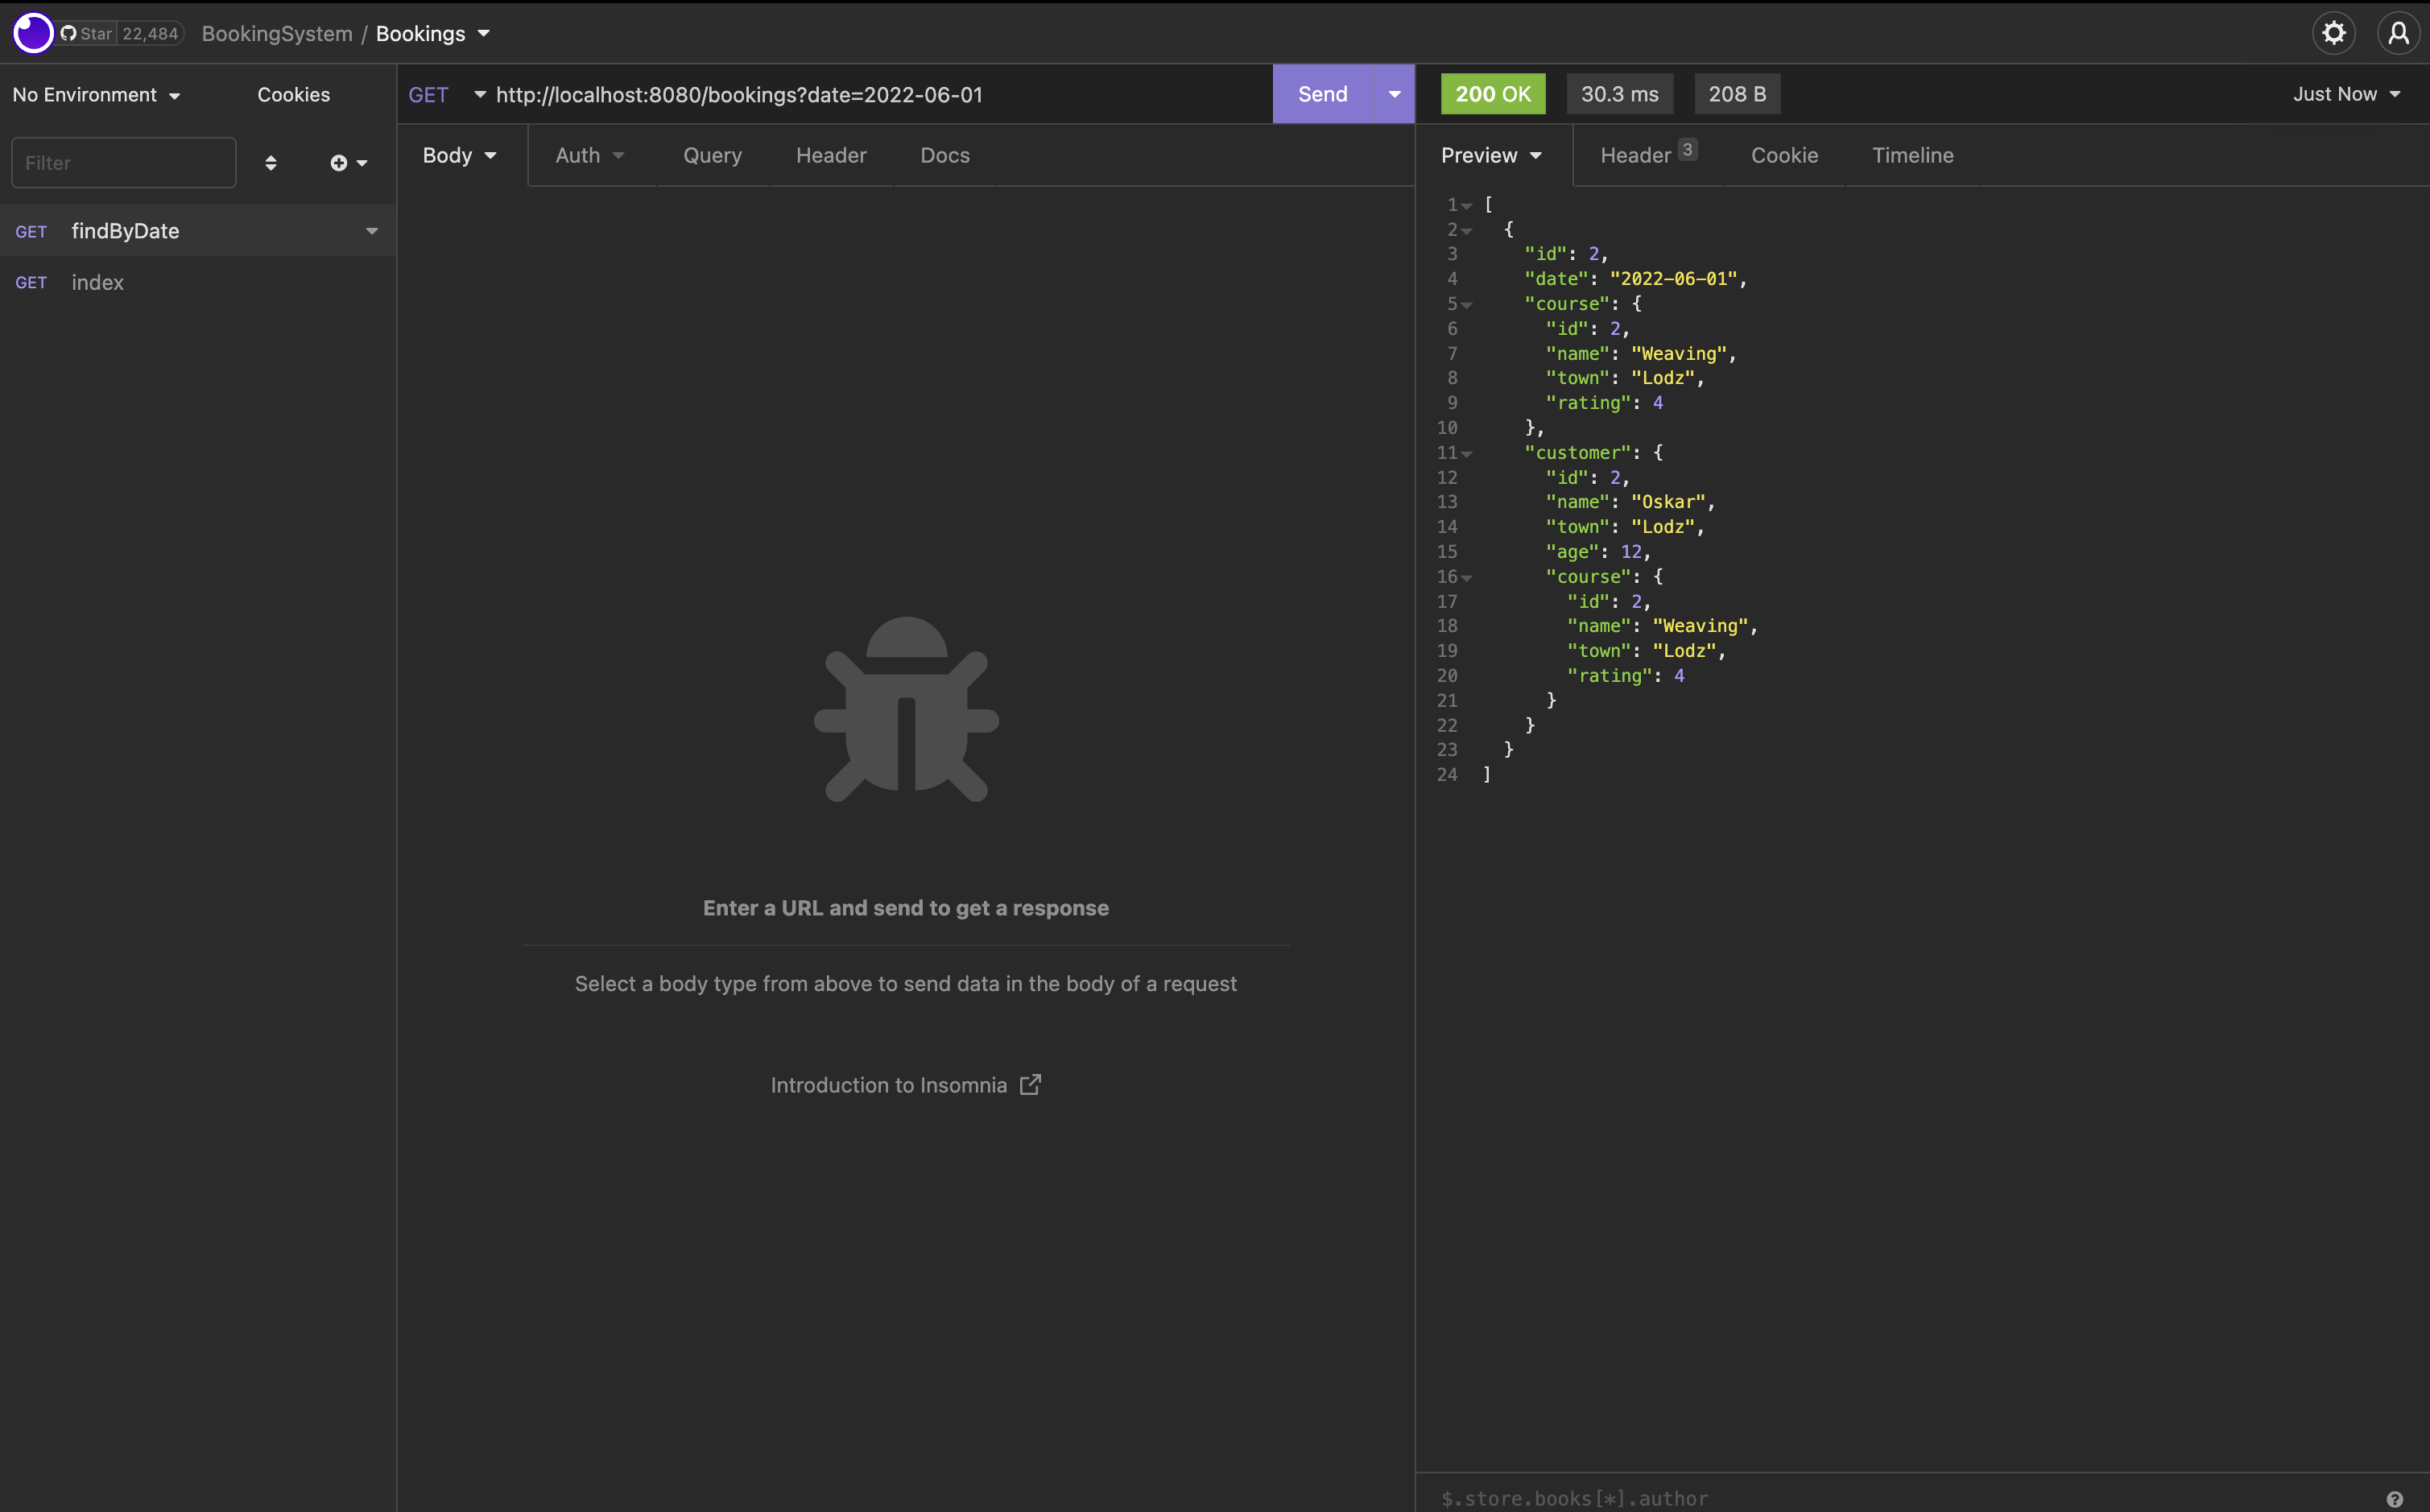 Star 22,484 BookingSystem / Bookings
No Environment Cookies
Filter
GET findByDate
GET index
GET http://localhost:8080/bookings?date=2022-06-01 Send
Body Auth Query Header Docs
Enter a URL and send to get a response
Select a body type from above to send data in the body of a request
Introduction to Insomnia
200 OK 30.3 ms 208 B Just Now
Preview Header 3 Cookie Timeline
1 [
2 {
3 "id": 2,
4 "date": "2022-06-01",
5 "course": {
6 "id": 2,
7 "name": "Weaving",
8 "town": "Lodz",
9 "rating": 4
10 },
11 "customer": {
12 "id": 2,
13 "name": "Oskar",
14 "town": "Lodz",
15 "age": 12,
16 "course": {
17 "id": 2,
18 "name": "Weaving",
19 "town": "Lodz",
20 "rating": 4
21 }
22 }
23 }
24 ]
$.store.books[*].author